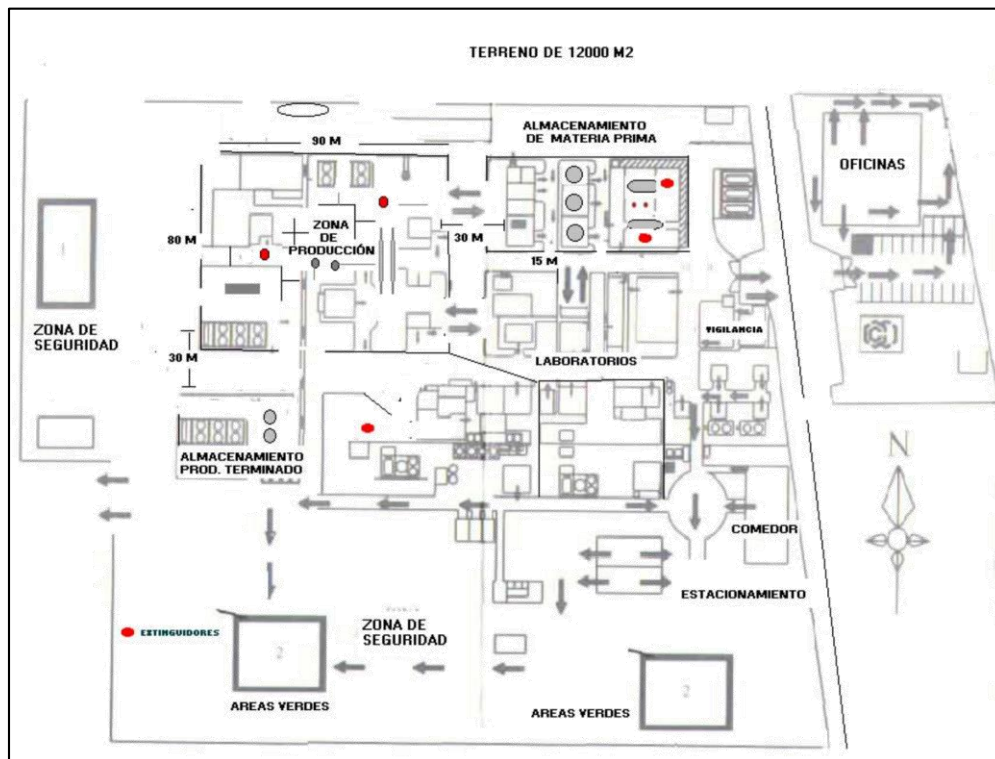 TERRENO DE 12000 M2
ALMACENAMIENTO
DE MATERIA PRIMA
90 M
OFICINAS
ZONA
DE
PRODUCCIÓN
80 M
30 M
15 M
1
ZONA DE
SEGURIDAD
VIGILANCIA
LABORATORIOS
30 M
ALMACENAMIENTO
PROD. TERMINADO
N
COMEDOR
ESTACIONAMIENTO
ZONA DE
SEGURIDAD
EXTINGUIDORES
2
2
AREAS VERDES
AREAS VERDES